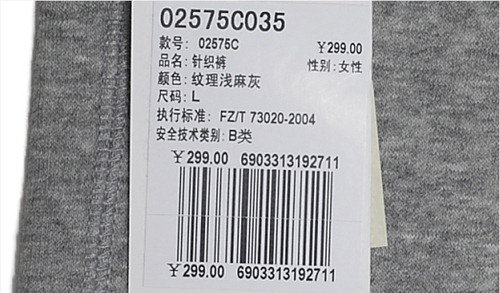 02575C035
款号: 02575C ￥299.00
品名: 针织裤 性别: 女性
颜色: 纹理浅麻灰
尺码: L
执行标准: FZ/T 73020-2004
安全技术类别: B类
￥299.00 6903313192711
￥299.00 6903313192711